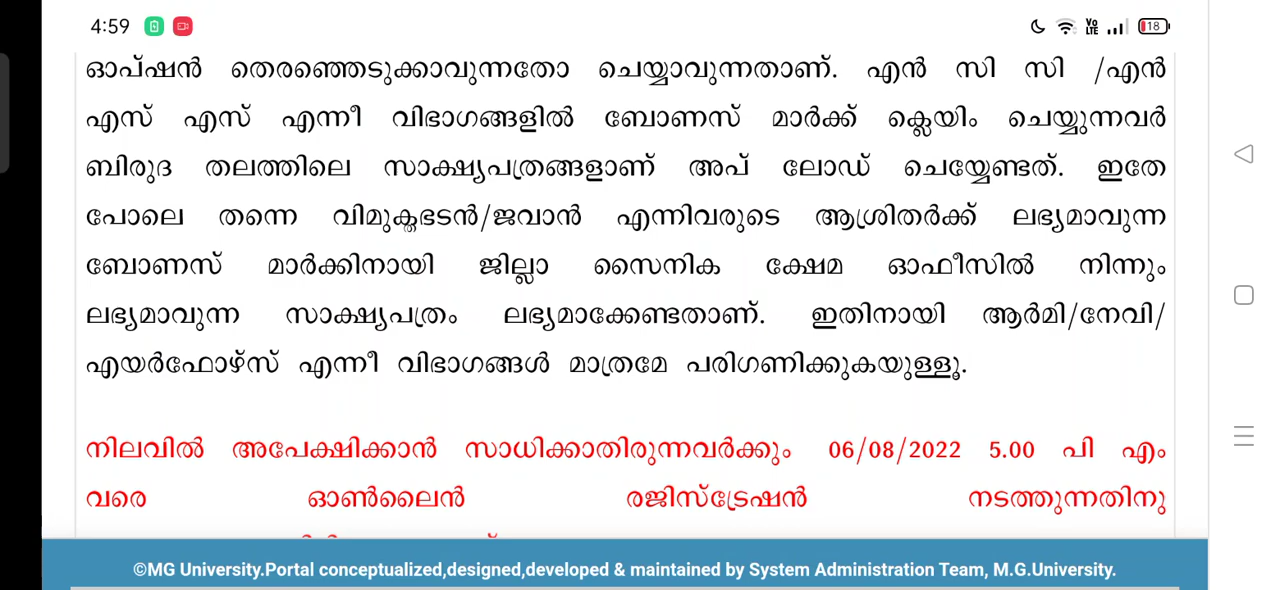 4:59 Vo LTE 18
ഓപ്ഷൻ തെരഞ്ഞെടുക്കാവുന്നതോ ചെയ്യാവുന്നതാണ്. എൻ സി സി /എൻ
എസ് എസ് എന്നീ വിഭാഗങ്ങളിൽ ബോണസ് മാർക്ക് ക്ലെയിം ചെയ്യുന്നവർ
ബിരുദ തലത്തിലെ സാക്ഷ്യപത്രങ്ങളാണ് അപ് ലോഡ് ചെയ്യേണ്ടത്. ഇതേ
പോലെ തന്നെ വിമുക്തഭടൻ/ജവാൻ എന്നിവരുടെ ആശ്രിതർക്ക് ലഭ്യമാവുന്ന
ബോണസ് മാർക്കിനായി ജില്ലാ സൈനിക ക്ഷേമ ഓഫീസിൽ നിന്നും
ലഭ്യമാവുന്ന സാക്ഷ്യപത്രം ലഭ്യമാക്കേണ്ടതാണ്. ഇതിനായി ആർമി/നേവി/
എയർഫോഴ്സ് എന്നീ വിഭാഗങ്ങൾ മാത്രമേ പരിഗണിക്കുകയുള്ളൂ.
നിലവിൽ അപേക്ഷിക്കാൻ സാധിക്കാതിരുന്നവർക്കും 06/08/2022 5.00 പി എം
വരെ ഓൺലൈൻ രജിസ്ട്രേഷൻ നടത്തുന്നതിനു
©MG University.Portal conceptualized,designed,developed & maintained by System Administration Team, M.G.University.